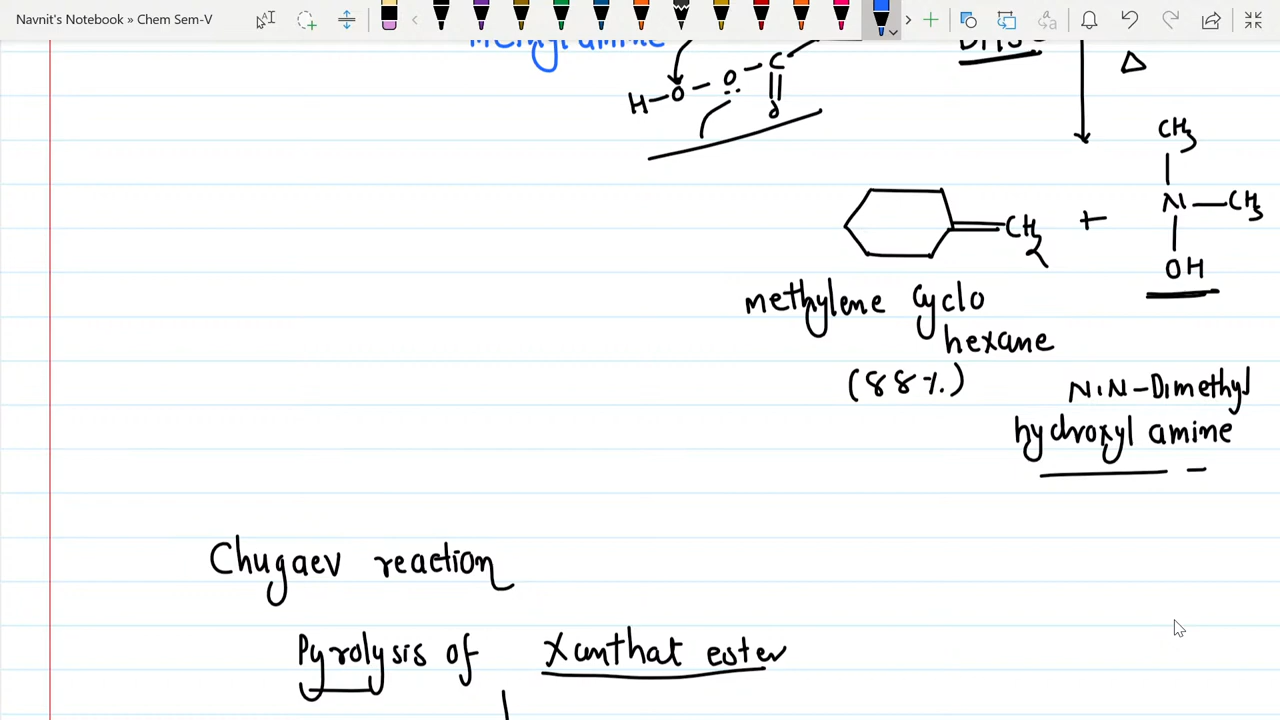 Navnit's Notebook » Chem Sem-V
DMSO
Δ
H-O-O-C
O
CH3
N-CH3
OH
=CH2
+
methylene cyclo
hexane
(88%)
N,N-Dimethyl
hydroxyl amine
Chugaev reaction
Pyrolysis of Xanthat ester